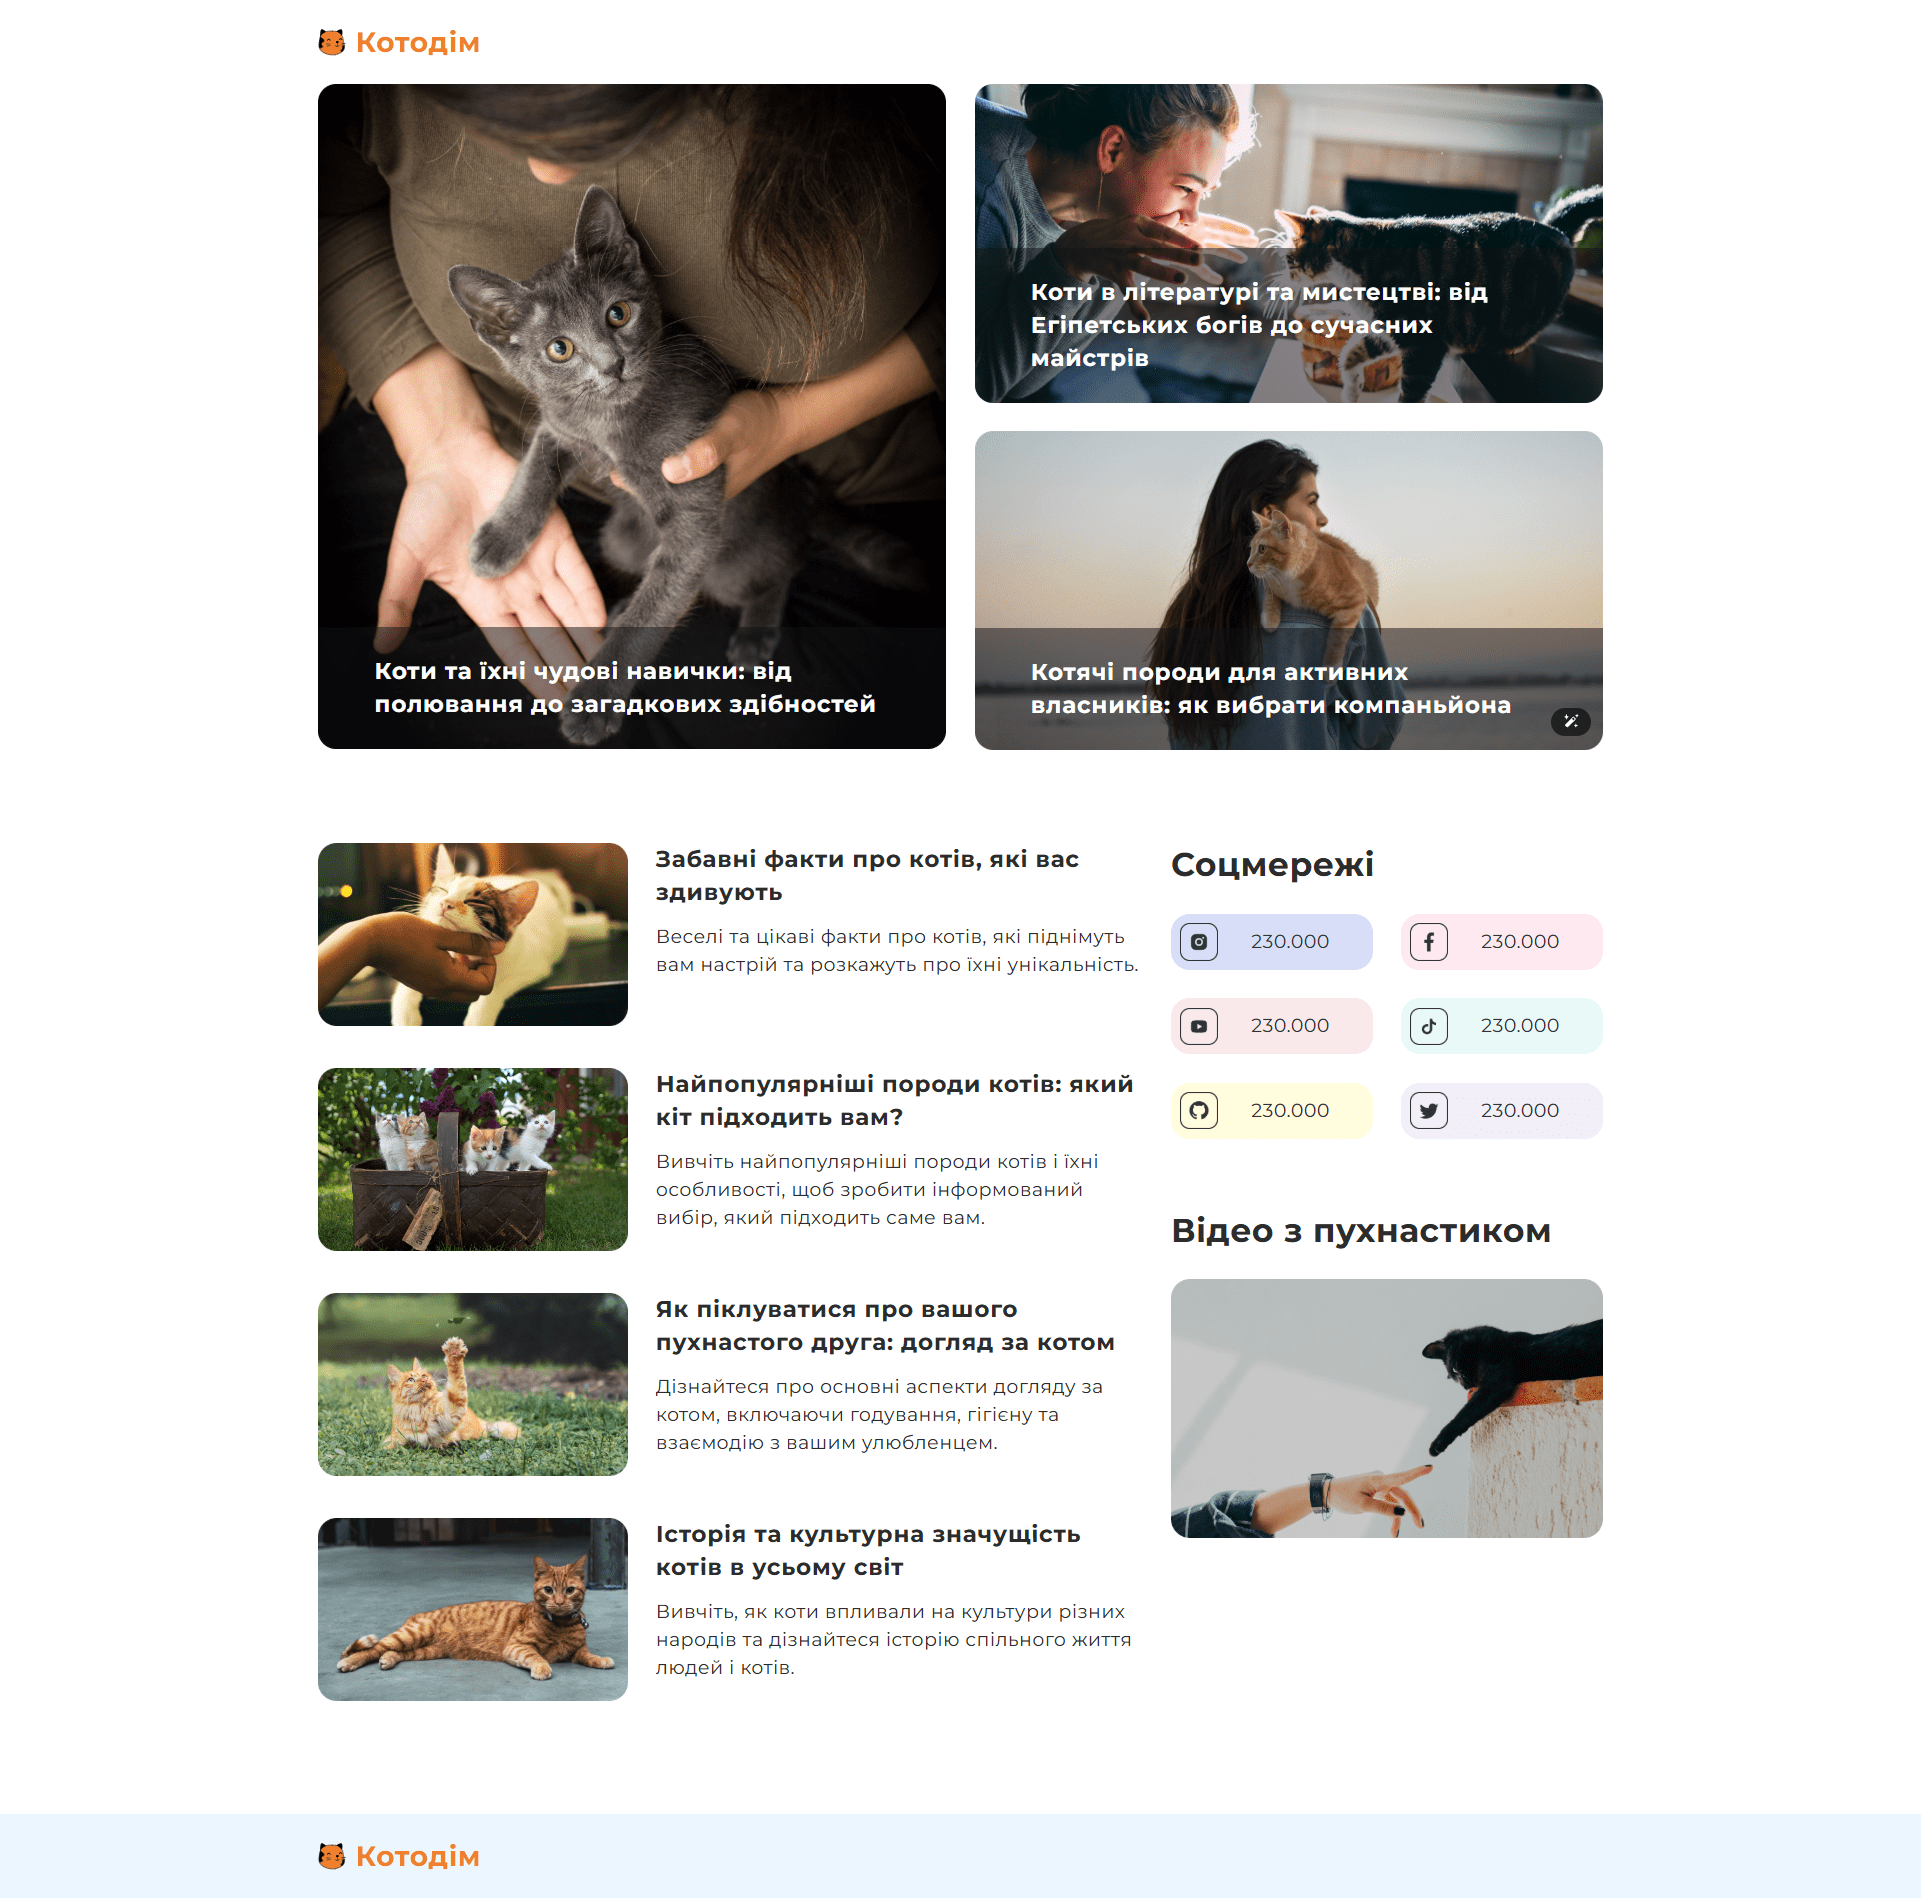 Котодім
Коти та їхні чудові навички: від
полювання до загадкових здібностей
Коти в літературі та мистецтві: від
Егіпетських богів до сучасних
майстрів
Котячі породи для активних
власників: як вибрати компаньйона
Забавні факти про котів, які вас
здивують
Веселі та цікаві факти про котів, які піднімуть
вам настрій та розкажуть про їхні унікальність.
Найпопулярніші породи котів: який
кіт підходить вам?
Вивчіть найпопулярніші породи котів і їхні
особливості, щоб зробити інформований
вибір, який підходить саме вам.
Як піклуватися про вашого
пухнастого друга: догляд за котом
Дізнайтеся про основні аспекти догляду за
котом, включаючи годування, гігієну та
взаємодію з вашим улюбленцем.
Історія та культурна значущість
котів в усьому світ
Вивчіть, як коти впливали на культури різних
народів та дізнайтеся історію спільного життя
людей і котів.
Соцмережі
230.000
230.000
230.000
230.000
230.000
230.000
Відео з пухнастиком
Котодім